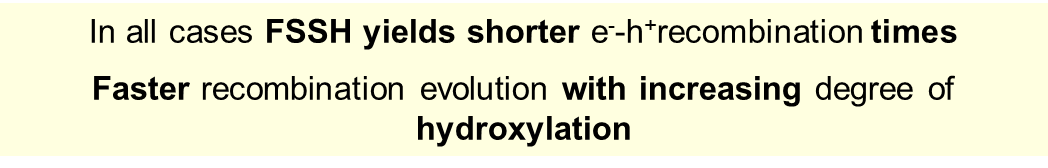 In all cases FSSH yields shorter e⁻-h⁺recombination times
Faster recombination evolution with increasing degree of
hydroxylation